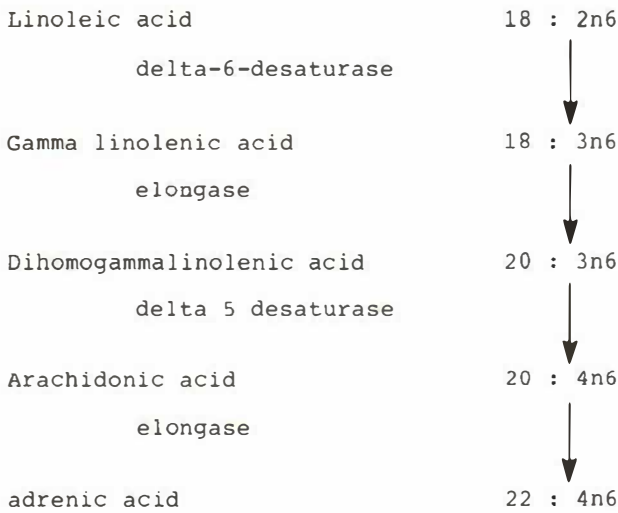 Linoleic acid 18 : 2n6
delta-6-desaturase
Gamma linolenic acid 18 : 3n6
elongase
Dihomogammalinolenic acid 20 : 3n6
delta 5 desaturase
Arachidonic acid 20 : 4n6
elongase
adrenic acid 22 : 4n6